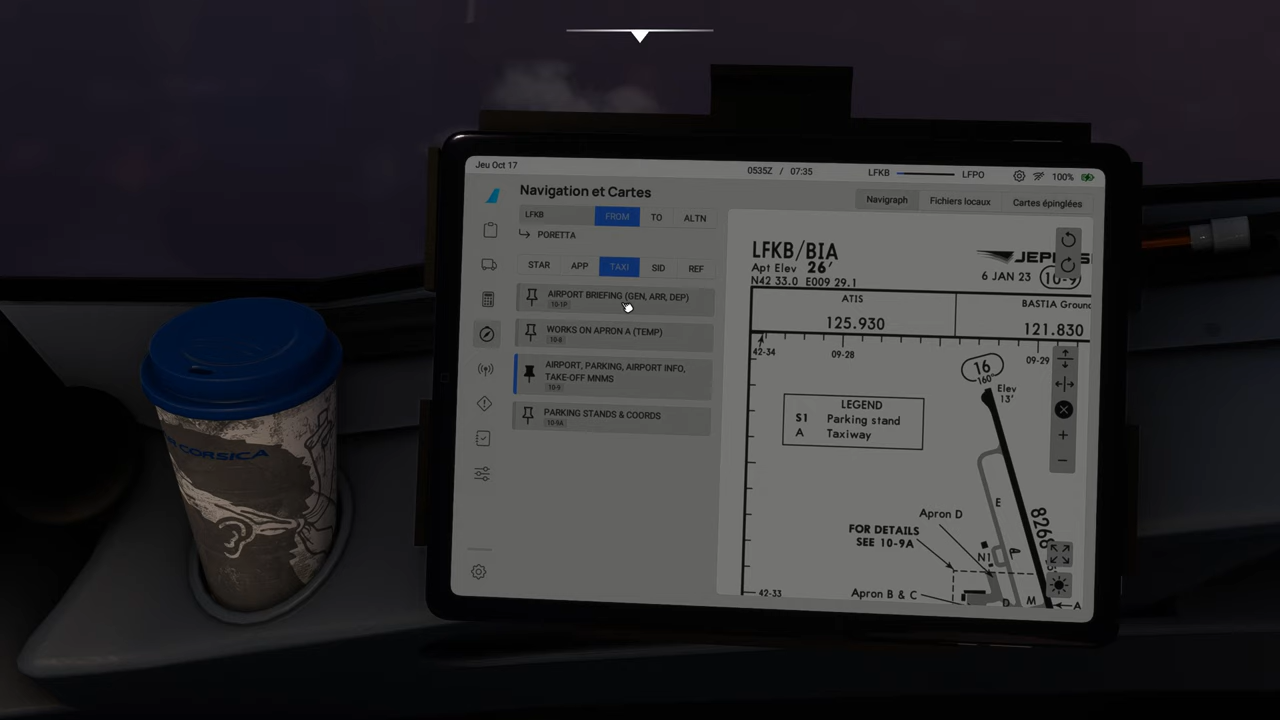 Jeu Oct 17
0535Z / 07:35
LFKB
LFPO
100%
Navigation et Cartes
Navigraph
Fichiers locaux
Cartes épinglées
LFKB
FROM
TO
ALTN
PORETTA
STAR
APP
TAXI
SID
REF
AIRPORT BRIEFING (GEN, ARR, DEP)
10-1P
WORKS ON APRON A (TEMP)
10-8
AIRPORT, PARKING, AIRPORT INFO,
TAKE-OFF MNMS
10-9
PARKING STANDS & COORDS
10-9A
LFKB/BIA
Apt Elev 26'
N42 33.0 E009 29.1
6 JAN 23
10-9
ATIS
125.930
BASTIA Ground
121.830
42-34
09-28
09-29
16
160°
Elev
13'
LEGEND
S1 Parking stand
A Taxiway
E
8268
Apron D
FOR DETAILS
SEE 10-9A
N1
Apron B & C
D
M
A
42-33
CORSICA